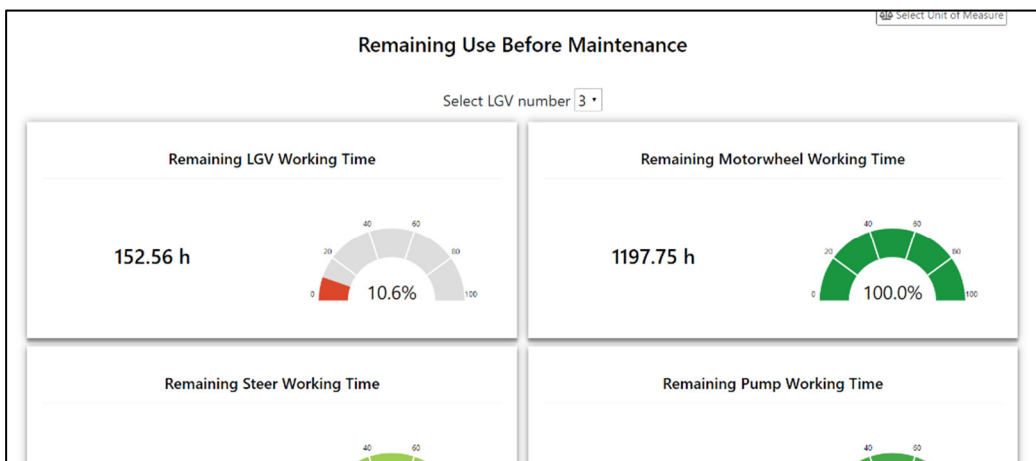 Select Unit of Measure
Remaining Use Before Maintenance
Select LGV number 3
Remaining LGV Working Time
152.56 h
0 20 40 60 80 100
10.6%
Remaining Motorwheel Working Time
1197.75 h
0 20 40 60 80 100
100.0%
Remaining Steer Working Time
40 60
Remaining Pump Working Time
40 60